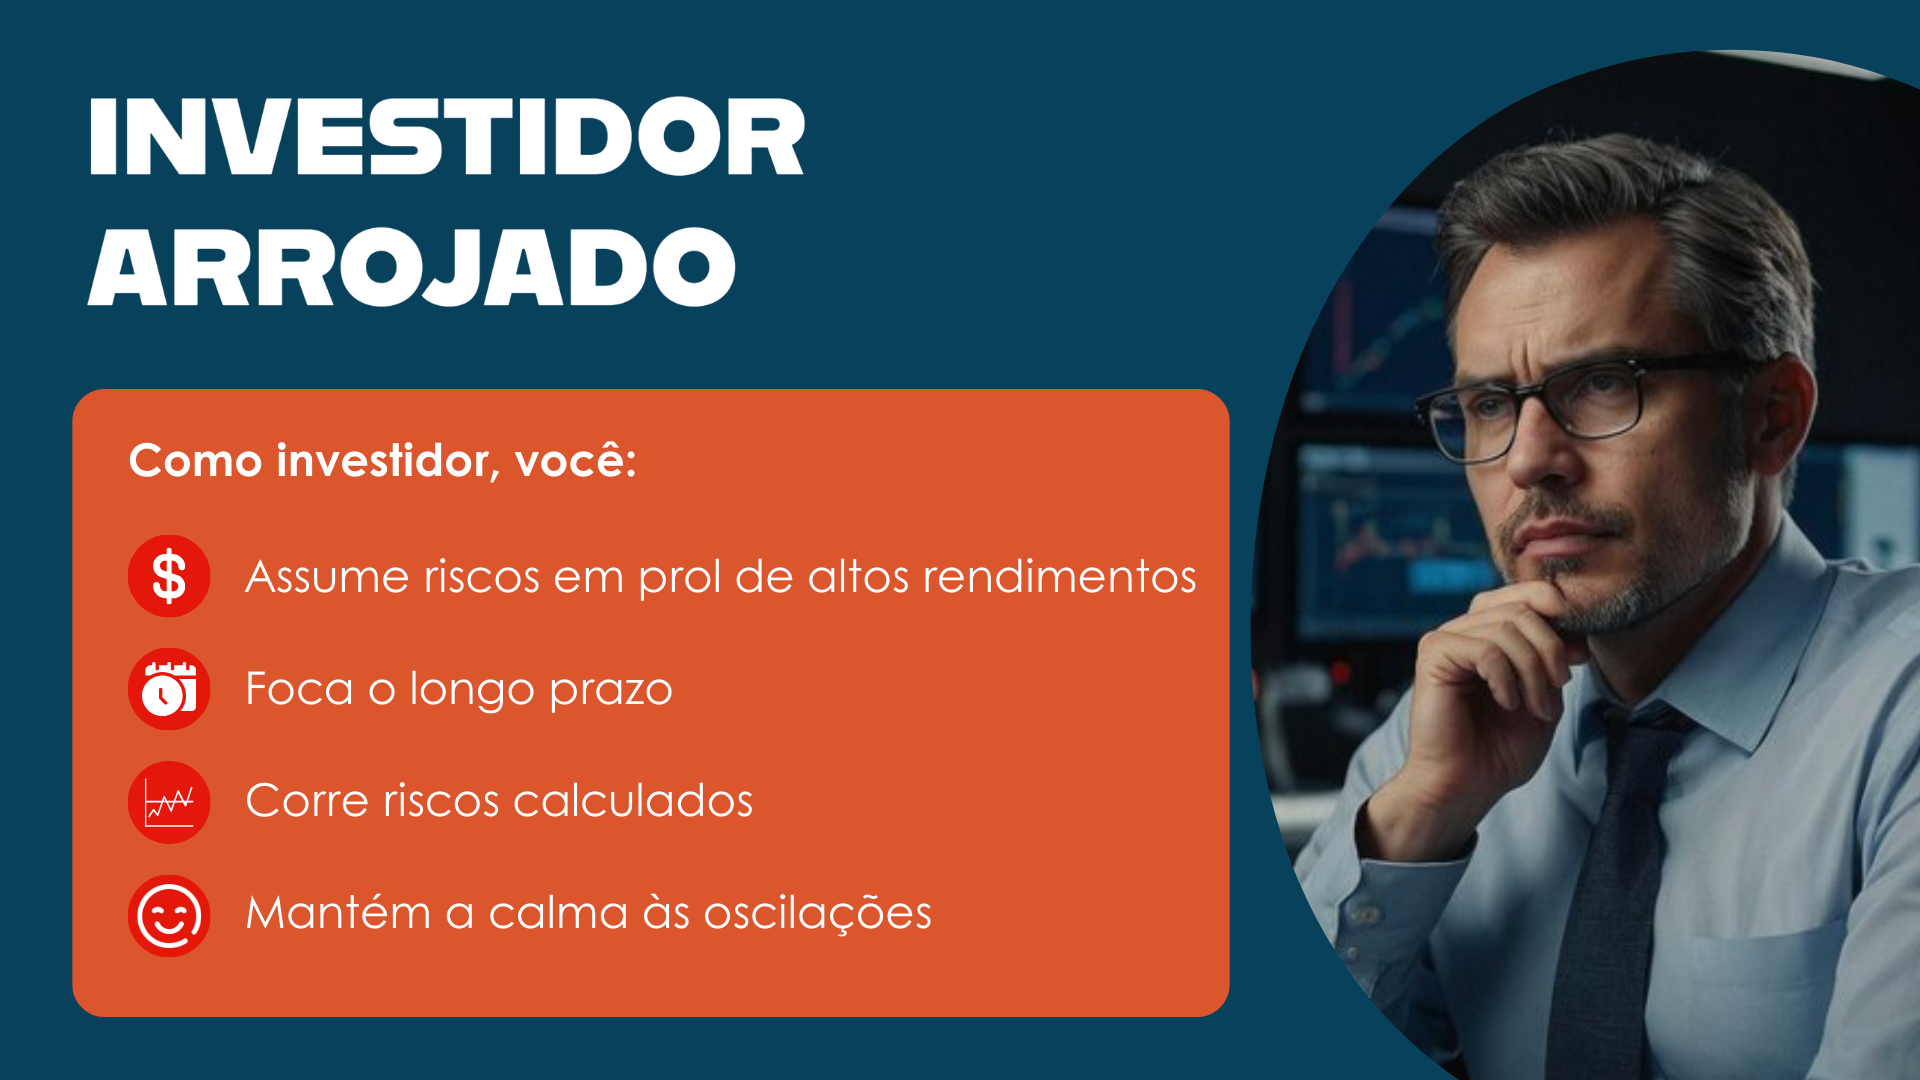 INVESTIDOR
ARROJADO
Como investidor, você:
Assume riscos em prol de altos rendimentos
Foca o longo prazo
Corre riscos calculados
Mantém a calma às oscilações